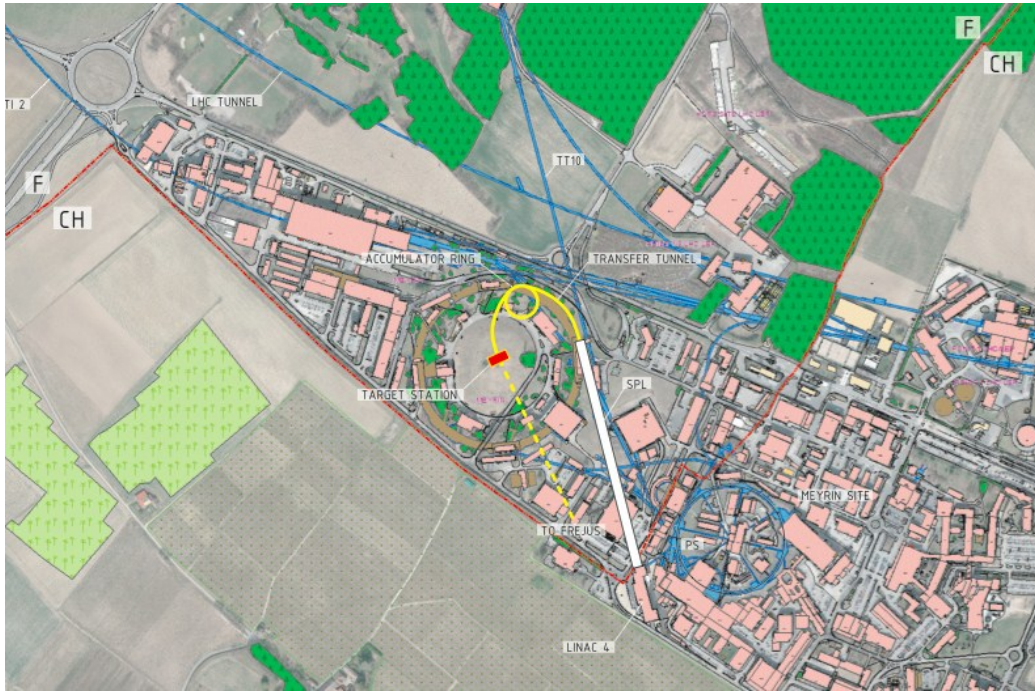 F
CH
TI 2
LHC TUNNEL
TT10
F
CH
ACCUMULATOR RING
TRANSFER TUNNEL
TARGET STATION
SPL
MEYRIN SITE
TO FREJUS
PS
LINAC 4